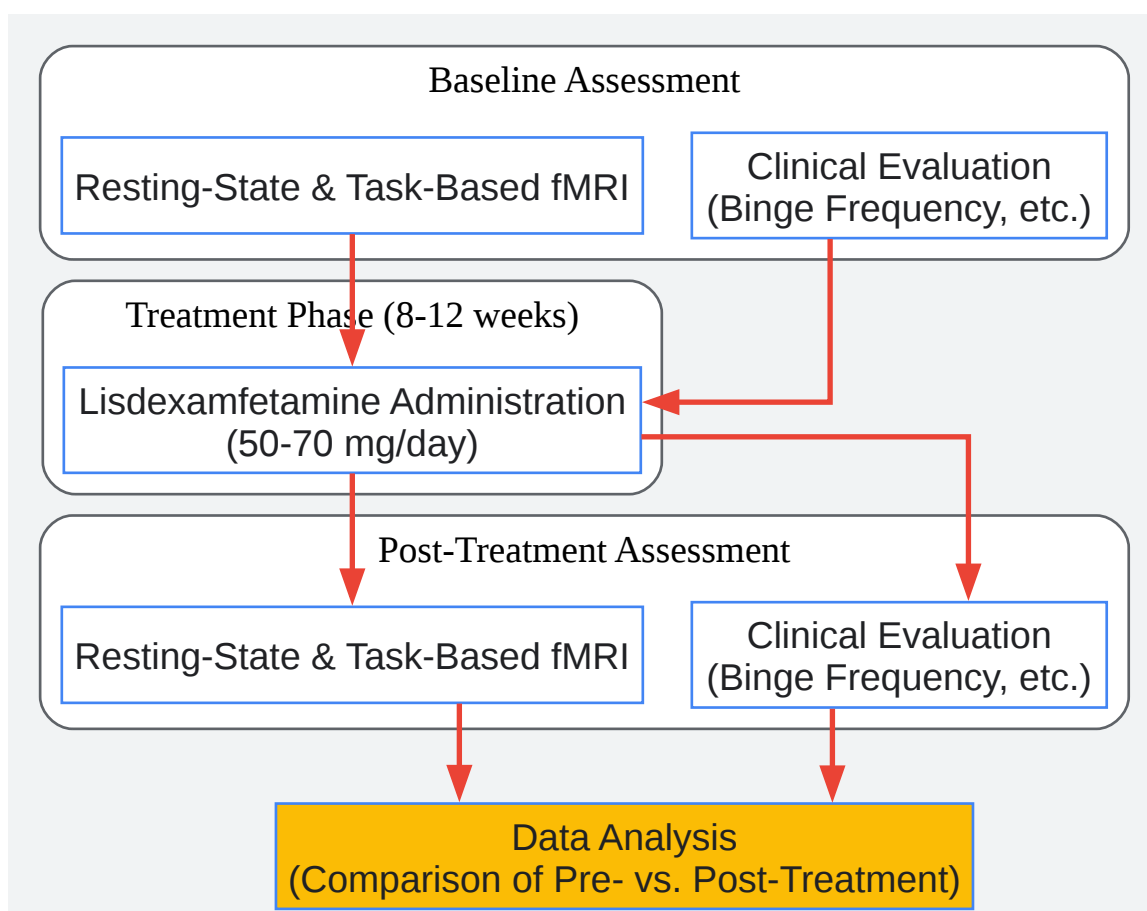 Baseline Assessment
Resting-State & Task-Based fMRI
Clinical Evaluation
(Binge Frequency, etc.)
Treatment Phase (8-12 weeks)
Lisdexamfetamine Administration
(50-70 mg/day)
Post-Treatment Assessment
Resting-State & Task-Based fMRI
Clinical Evaluation
(Binge Frequency, etc.)
Data Analysis
(Comparison of Pre- vs. Post-Treatment)